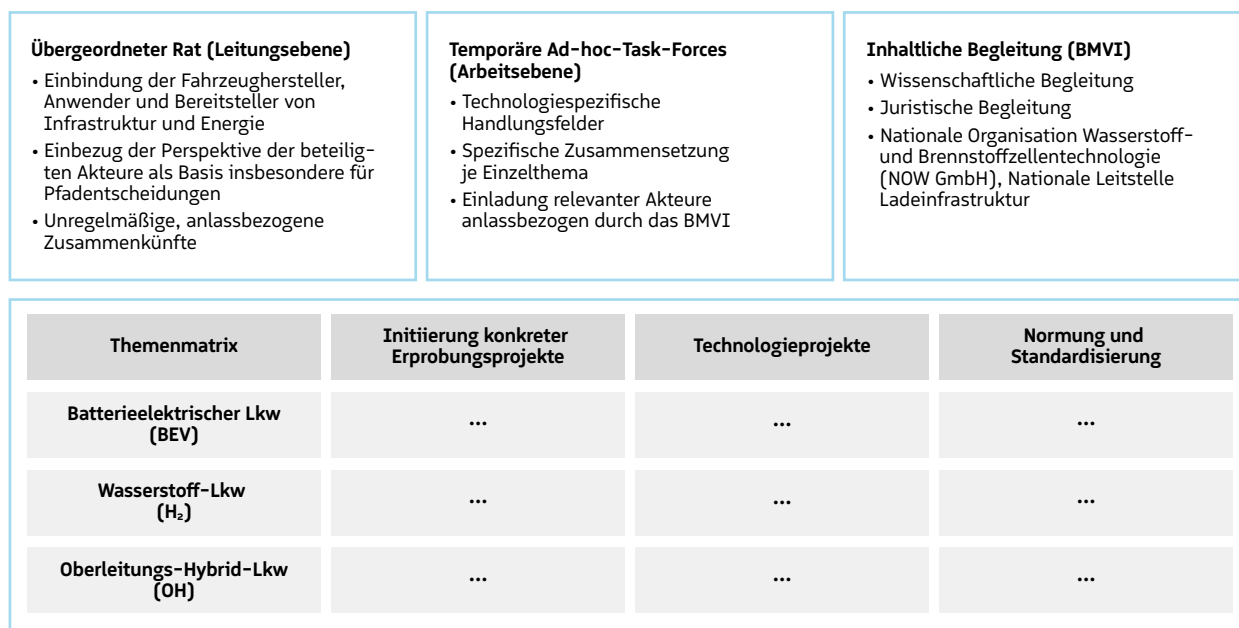 Übergeordneter Rat (Leitungsebene)
• Einbindung der Fahrzeughersteller,
Anwender und Bereitsteller von
Infrastruktur und Energie
• Einbezug der Perspektive der beteilig-
ten Akteure als Basis insbesondere für
Pfadentscheidungen
• Unregelmäßige, anlassbezogene
Zusammenkünfte
Temporäre Ad-hoc-Task-Forces
(Arbeitsebene)
• Technologiespezifische
Handlungsfelder
• Spezifische Zusammensetzung
je Einzelthema
• Einladung relevanter Akteure
anlassbezogen durch das BMVI
Inhaltliche Begleitung (BMVI)
• Wissenschaftliche Begleitung
• Juristische Begleitung
• Nationale Organisation Wasserstoff-
und Brennstoffzellentechnologie
(NOW GmbH), Nationale Leitstelle
Ladeinfrastruktur
Themenmatrix
Initiierung konkreter
Erprobungsprojekte
Technologieprojekte
Normung und
Standardisierung
Batterieelektrischer Lkw
(BEV)
...
...
...
Wasserstoff-Lkw
(H₂)
...
...
...
Oberleitungs-Hybrid-Lkw
(OH)
...
...
...